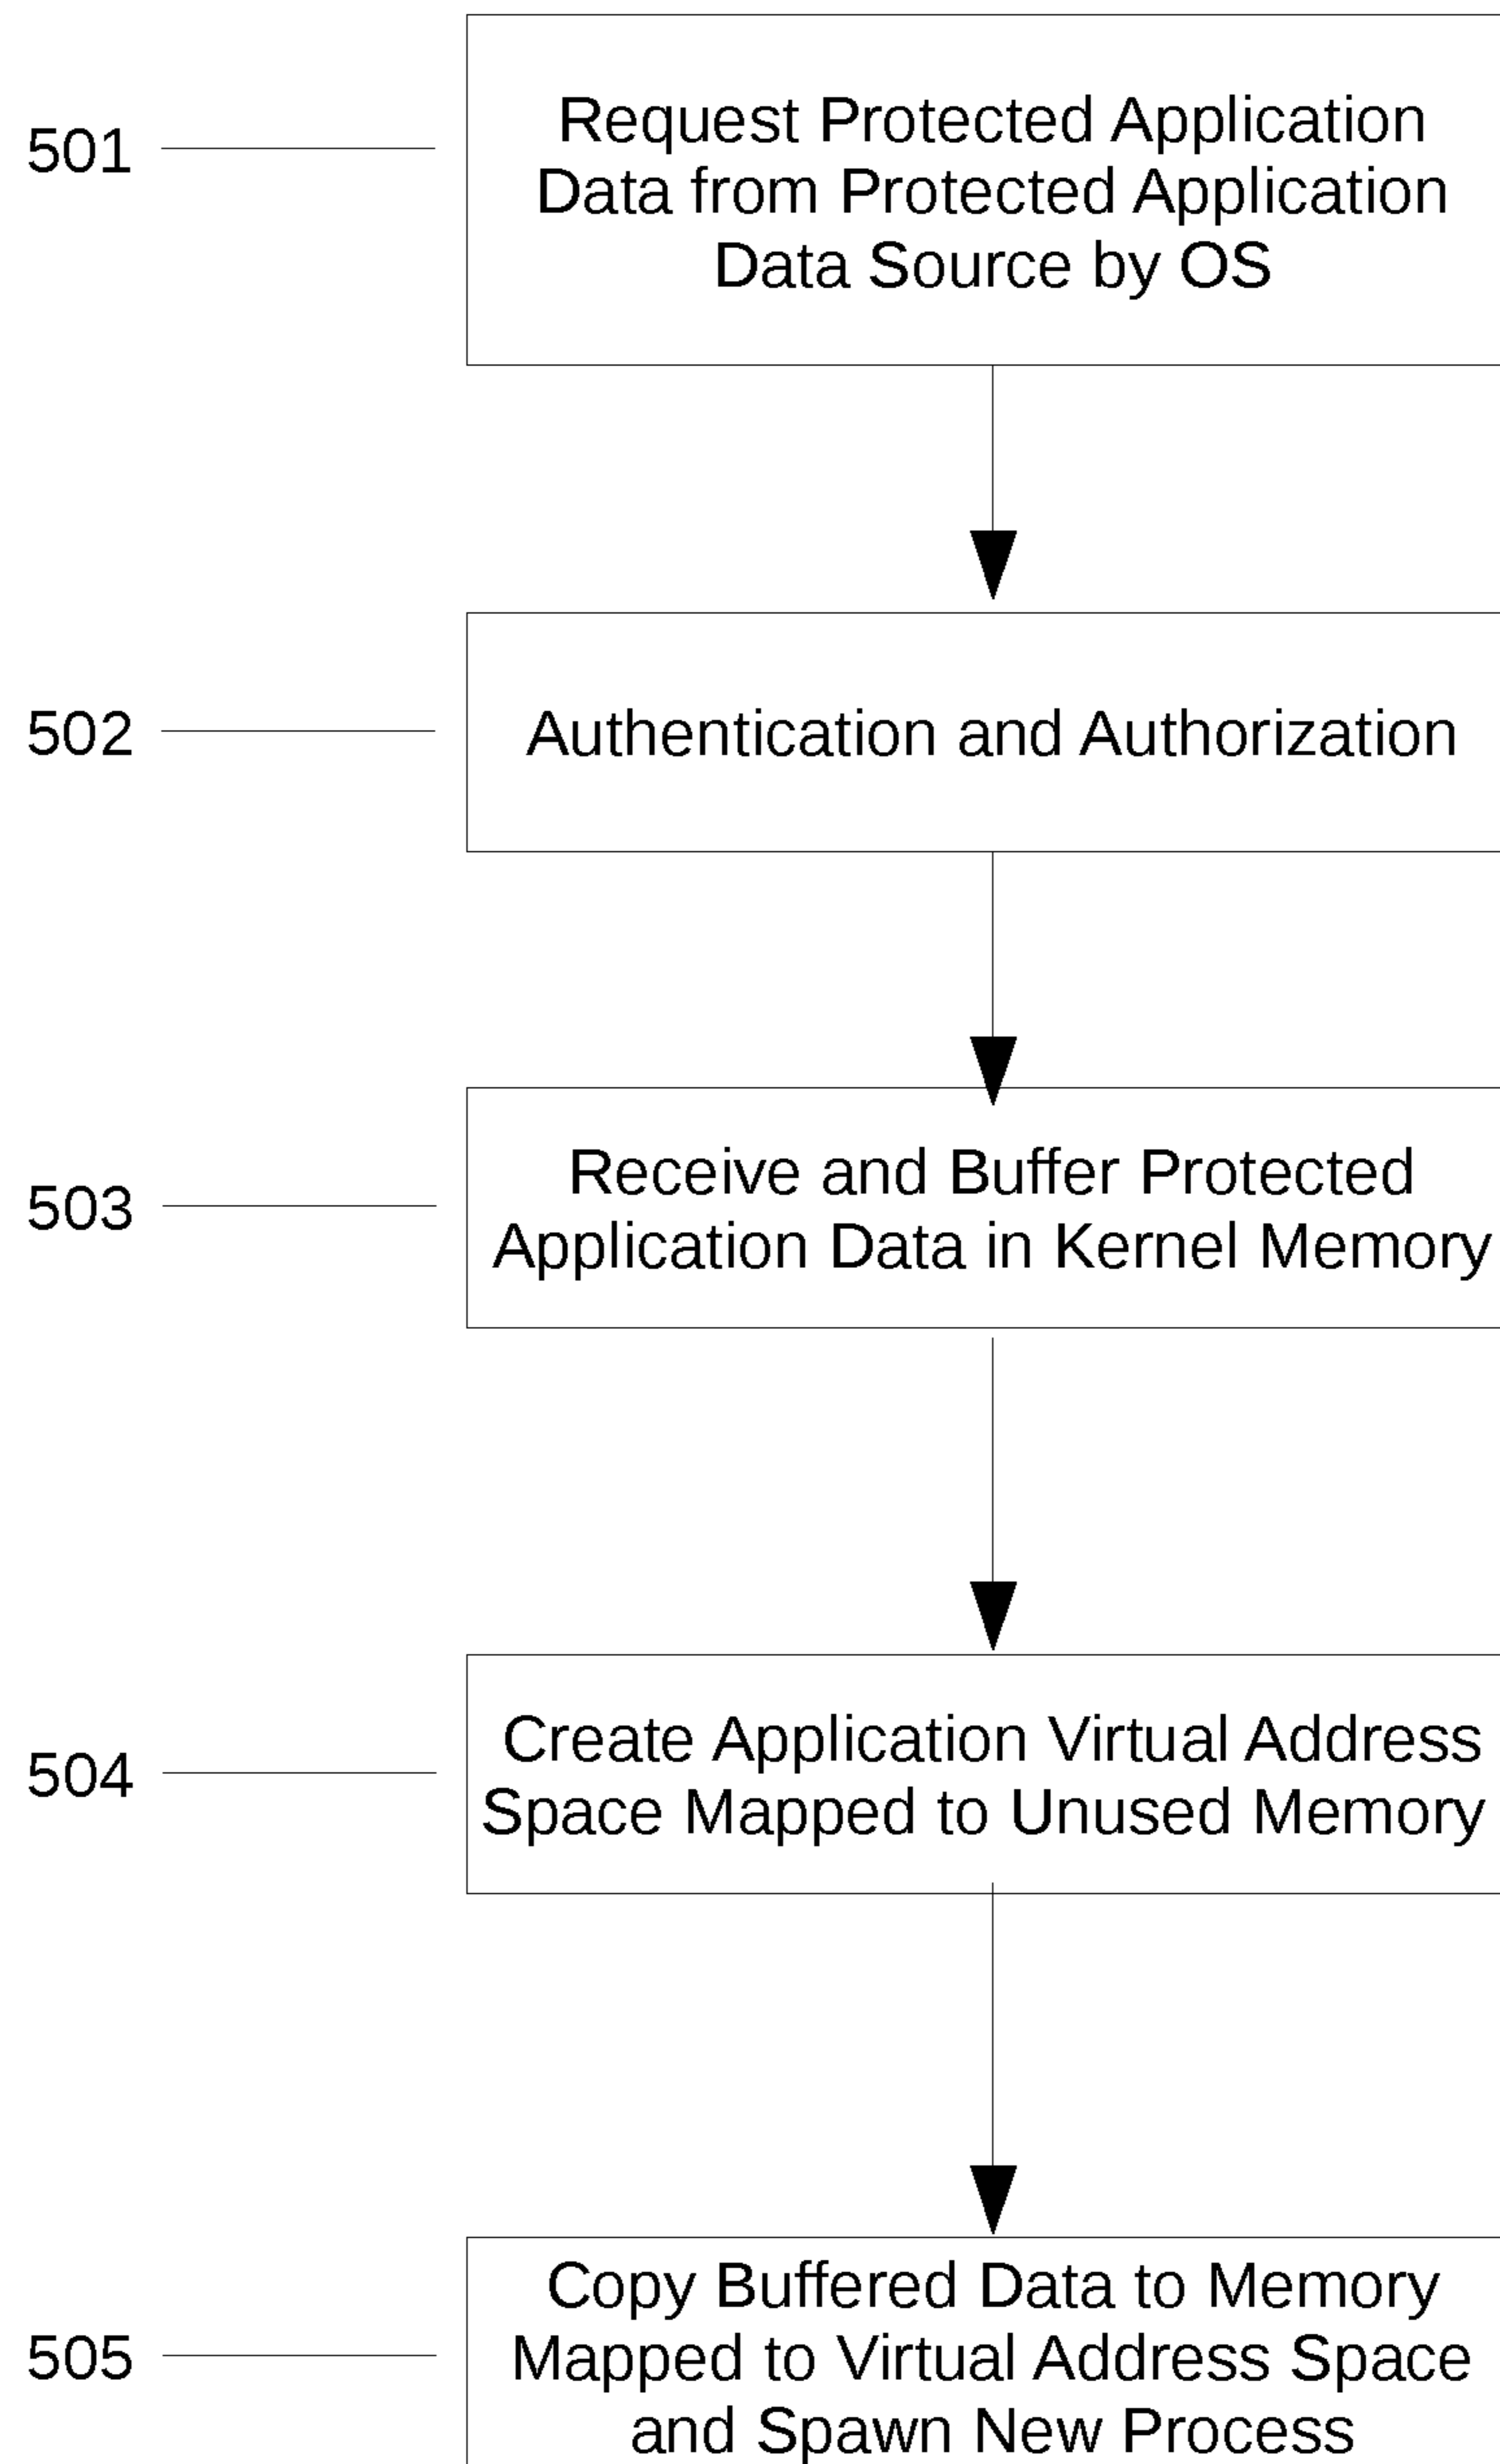 501
Request Protected Application
Data from Protected Application
Data Source by OS
502
Authentication and Authorization
503
Receive and Buffer Protected
Application Data in Kernel Memory
504
Create Application Virtual Address
Space Mapped to Unused Memory
505
Copy Buffered Data to Memory
Mapped to Virtual Address Space
and Spawn New Process